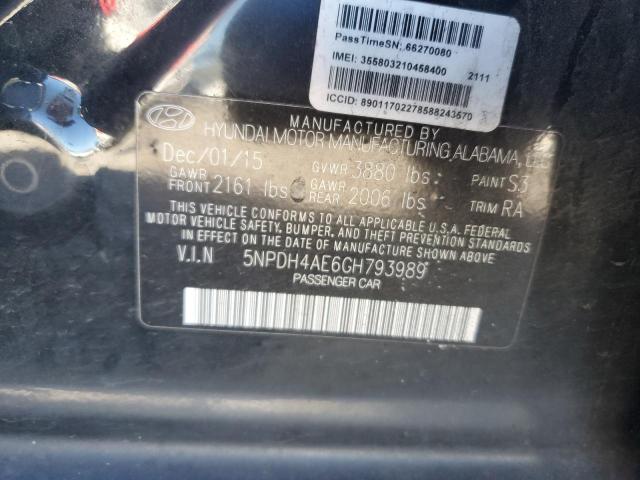 PassTimeSN: 66270080
IMEI: 355803210458400 2111
ICCID: 89011702278588243570
MANUFACTURED BY
HYUNDAI MOTOR MANUFACTURING ALABAMA, LLC
Dec/01/15 GVWR 3880 lbs PAINT S3
GAWR FRONT 2161 lbs GAWR REAR 2006 lbs TRIM RA
THIS VEHICLE CONFORMS TO ALL APPLICABLE U.S.A. FEDERAL
MOTOR VEHICLE SAFETY, BUMPER, AND THEFT PREVENTION STANDARDS
IN EFFECT ON THE DATE OF MANUFACTURE SHOWN ABOVE
V.I.N 5NPDH4AE6GH793989
PASSENGER CAR